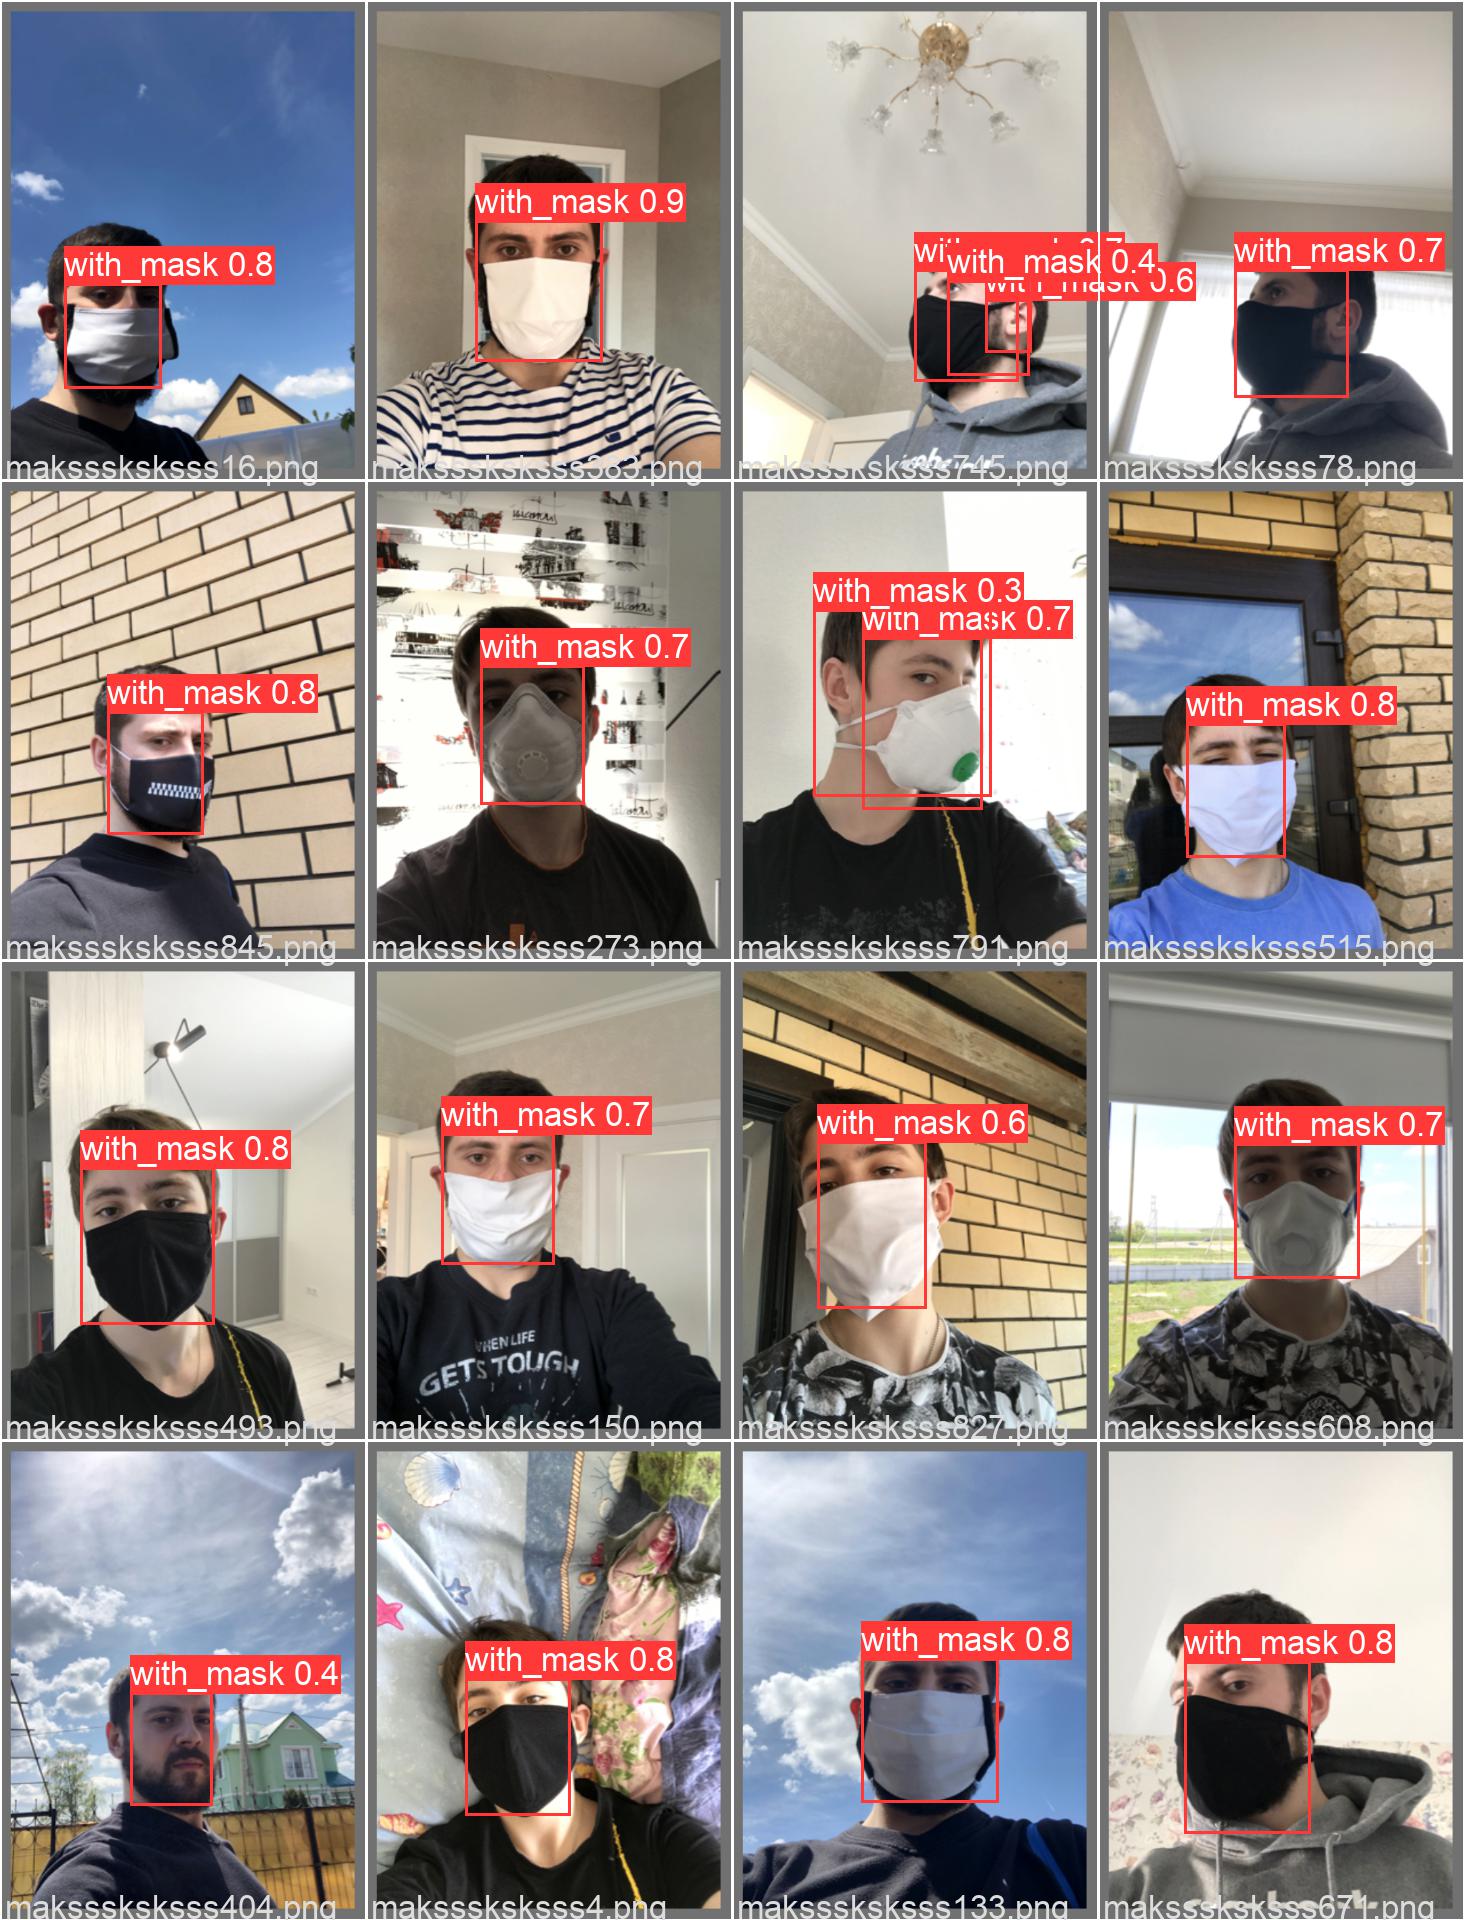 with_mask 0.8
with_mask 0.9
with_mask 0.4
with_mask 0.7
maksssksksss16.png
maksssksksss383.png
maksssksksss745.png
maksssksksss78.png
with_mask 0.8
with_mask 0.7
with_mask 0.3
with_mask 0.7
with_mask 0.8
maksssksksss845.png
maksssksksss273.png
maksssksksss791.png
maksssksksss515.png
with_mask 0.8
with_mask 0.7
with_mask 0.6
with_mask 0.7
WHEN LIFE
GETS TOUGH
maksssksksss493.png
maksssksksss150.png
maksssksksss827.png
maksssksksss608.png
with_mask 0.4
with_mask 0.8
with_mask 0.8
with_mask 0.8
maksssksksss404.png
maksssksksss4.png
maksssksksss133.png
maksssksksss671.png